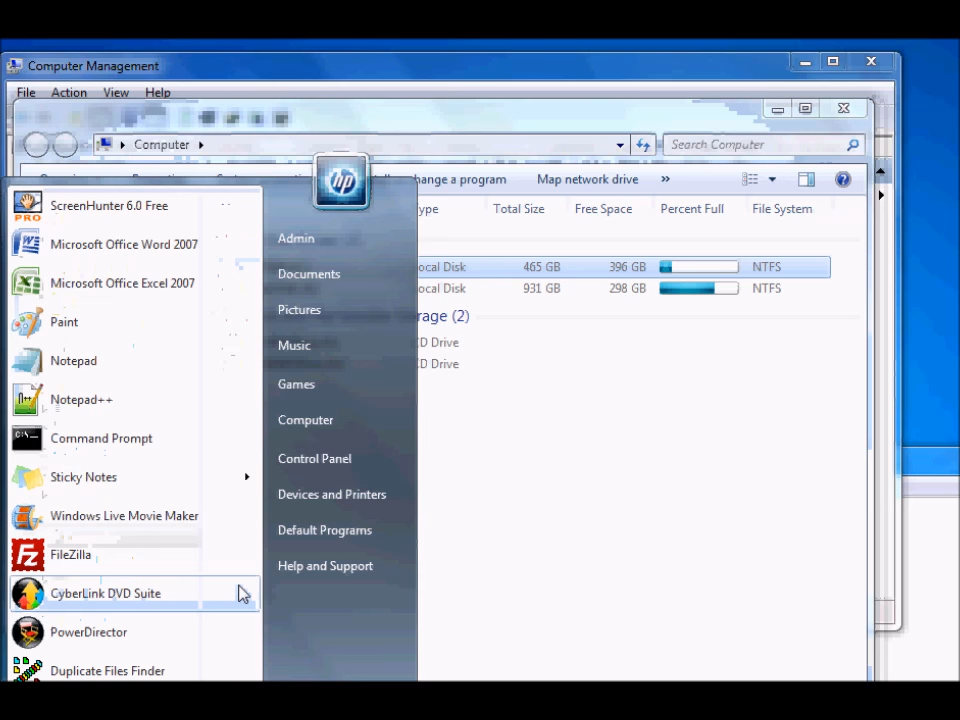 Computer Management
File Action View Help
Computer
Search Computer
change a program Map network drive »
Total Size Free Space Percent Full File System
ocal Disk 465 GB 396 GB NTFS
ocal Disk 931 GB 298 GB NTFS
rage (2)
D Drive
D Drive
hp
ScreenHunter 6.0 Free
PRO
Microsoft Office Word 2007
Microsoft Office Excel 2007
Paint
Notepad
Notepad++
Command Prompt
Sticky Notes
Windows Live Movie Maker
FileZilla
CyberLink DVD Suite
PowerDirector
Duplicate Files Finder
Admin
Documents
Pictures
Music
Games
Computer
Control Panel
Devices and Printers
Default Programs
Help and Support